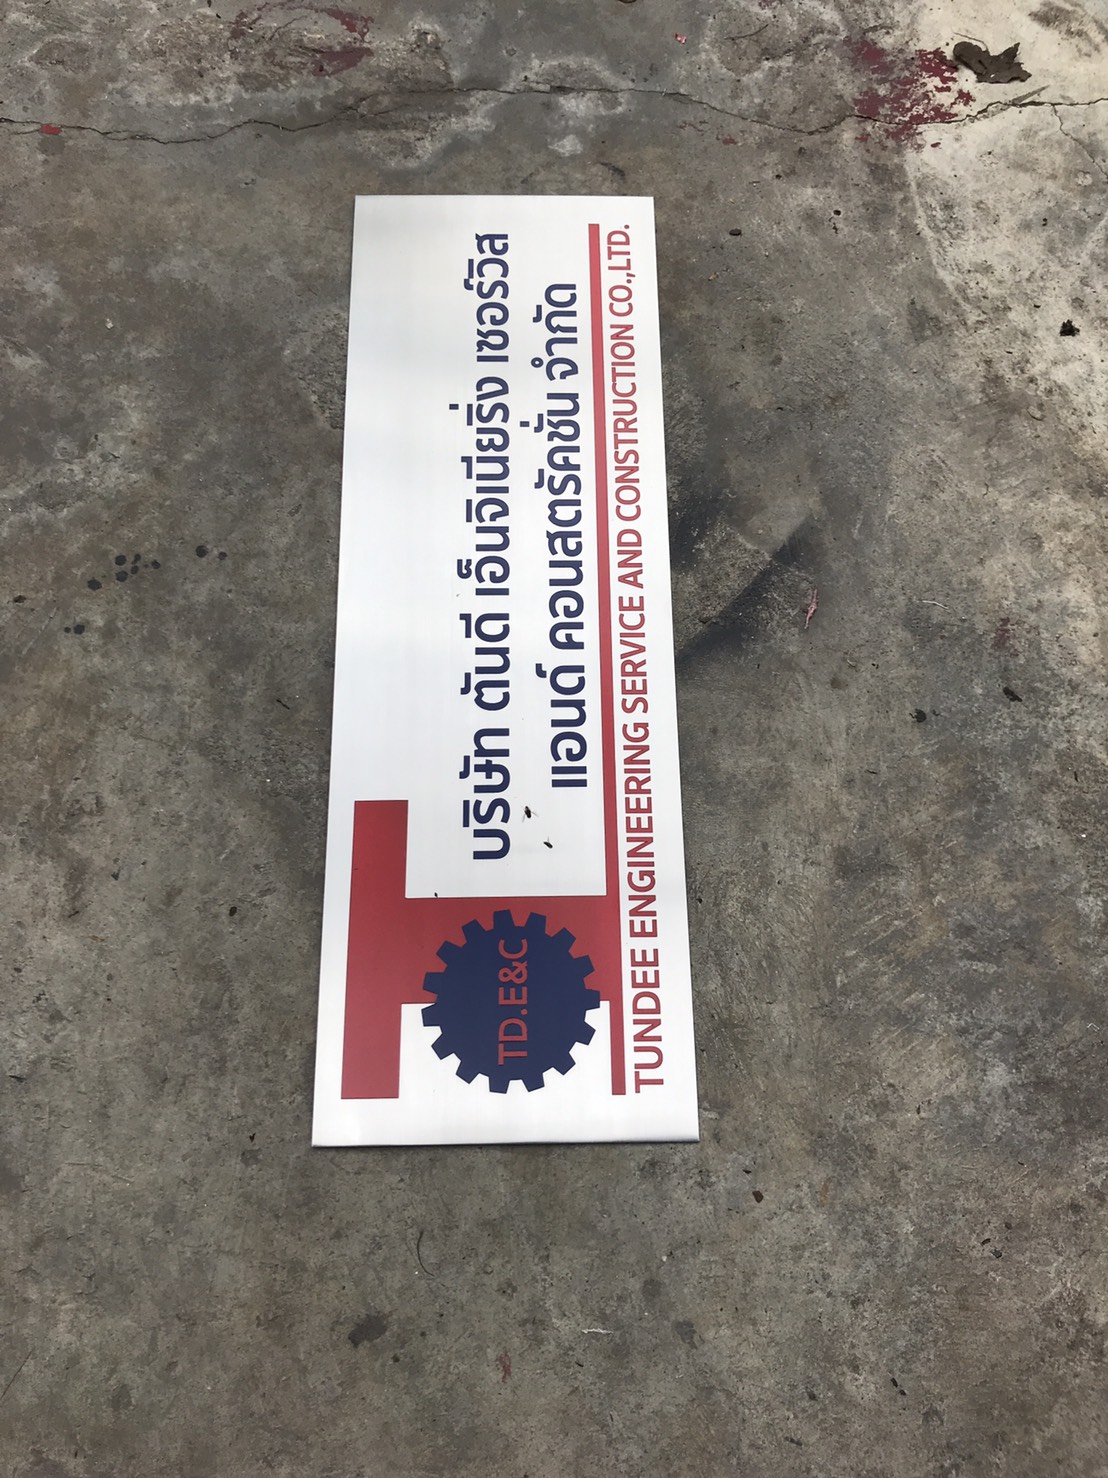 บริษัท ตันดี เอ็นจิเนียริ่ง เซอร์วิส
แอนด์ คอนสตรัคชั่น จำกัด
TD.E&C
TUNDEE ENGINEERING SERVICE AND CONSTRUCTION CO.,LTD.